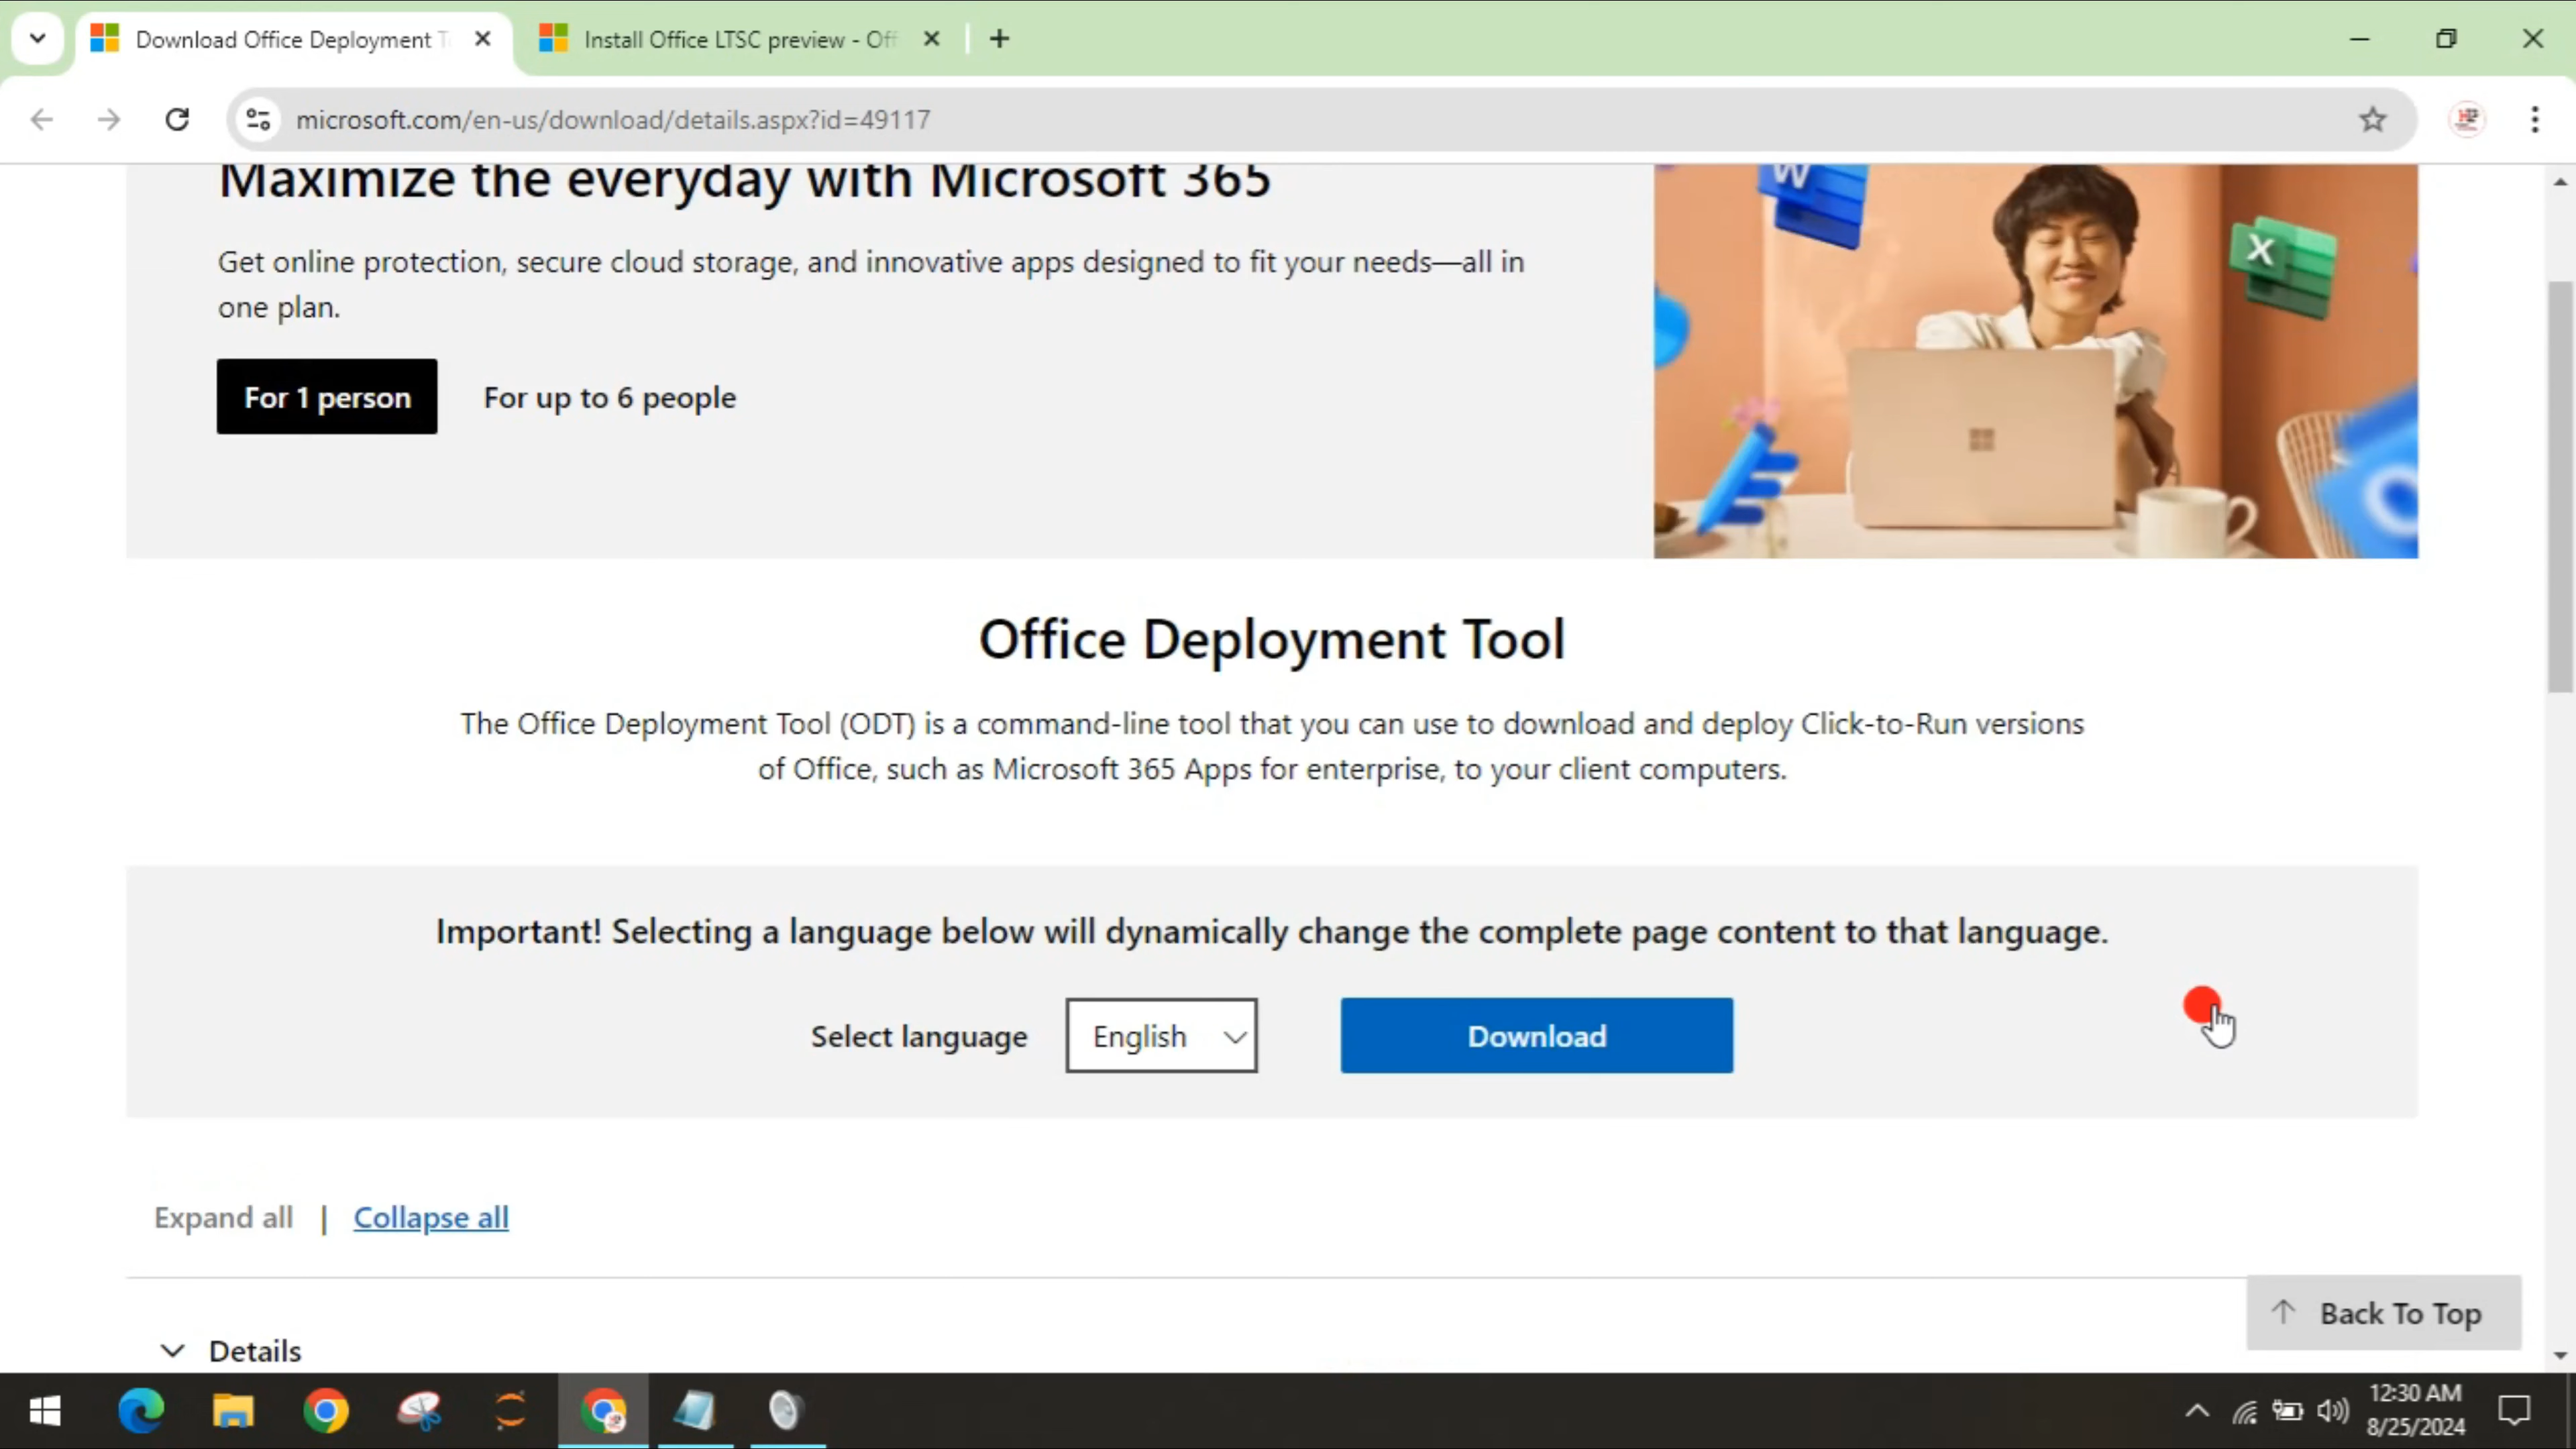 Download Office Deployment T
Install Office LTSC preview - Off
microsoft.com/en-us/download/details.aspx?id=49117
Maximize the everyday with Microsoft 365
Get online protection, secure cloud storage, and innovative apps designed to fit your needs—all in
one plan.
For 1 person
For up to 6 people
W
X
Office Deployment Tool
The Office Deployment Tool (ODT) is a command-line tool that you can use to download and deploy Click-to-Run versions
of Office, such as Microsoft 365 Apps for enterprise, to your client computers.
Important! Selecting a language below will dynamically change the complete page content to that language.
Select language English Download
Expand all | Collapse all
Back To Top
Details
12:30 AM
8/25/2024